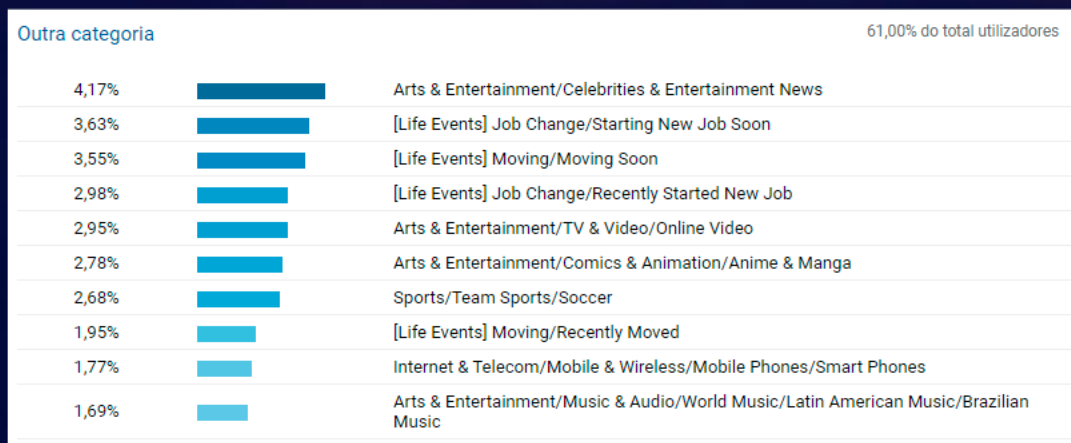 Outra categoria 61,00% do total utilizadores
4,17% Arts & Entertainment/Celebrities & Entertainment News
3,63% [Life Events] Job Change/Starting New Job Soon
3,55% [Life Events] Moving/Moving Soon
2,98% [Life Events] Job Change/Recently Started New Job
2,95% Arts & Entertainment/TV & Video/Online Video
2,78% Arts & Entertainment/Comics & Animation/Anime & Manga
2,68% Sports/Team Sports/Soccer
1,95% [Life Events] Moving/Recently Moved
1,77% Internet & Telecom/Mobile & Wireless/Mobile Phones/Smart Phones
1,69% Arts & Entertainment/Music & Audio/World Music/Latin American Music/Brazilian
Music